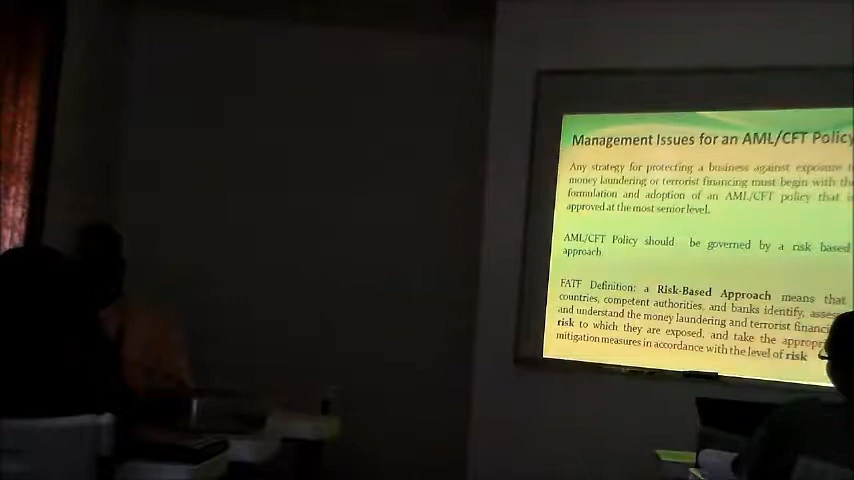 Management Issues for an AML/CFT Policy
Any strategy for protecting a business against exposure
money laundering or terrorist financing must begin with the
formulation and adoption of an AML/CFT policy that
approved at the most senior level.
AML/CFT Policy should be governed by a risk based
approach.
FATF Definition: a Risk-Based Approach means that
countries, competent authorities, and banks identify,
and understand the money laundering and terrorist
risk to which they are exposed, and take the
mitigation measures in accordance with the level of risk